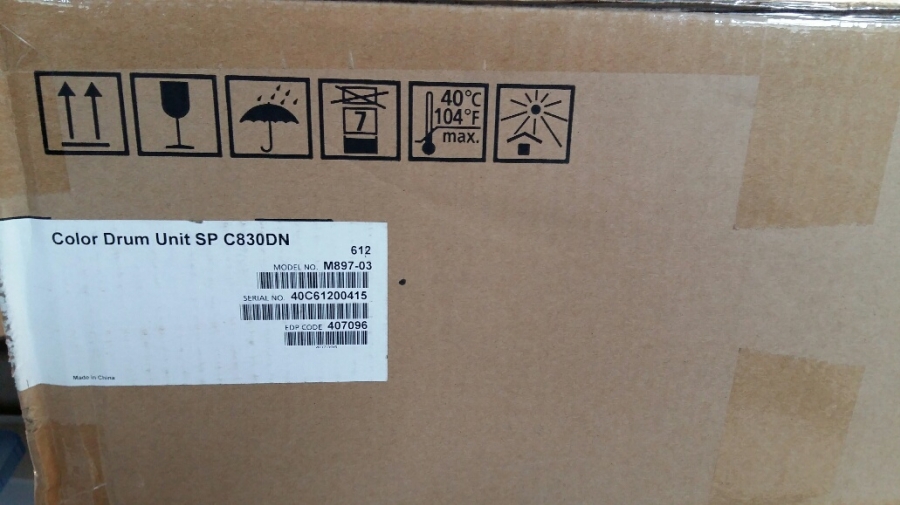 7
40°C
104°F
max.
Color Drum Unit SP C830DN
612
MODEL NO. M897-03
SERIAL NO. 40C61200415
EDP CODE 407096
Made in China